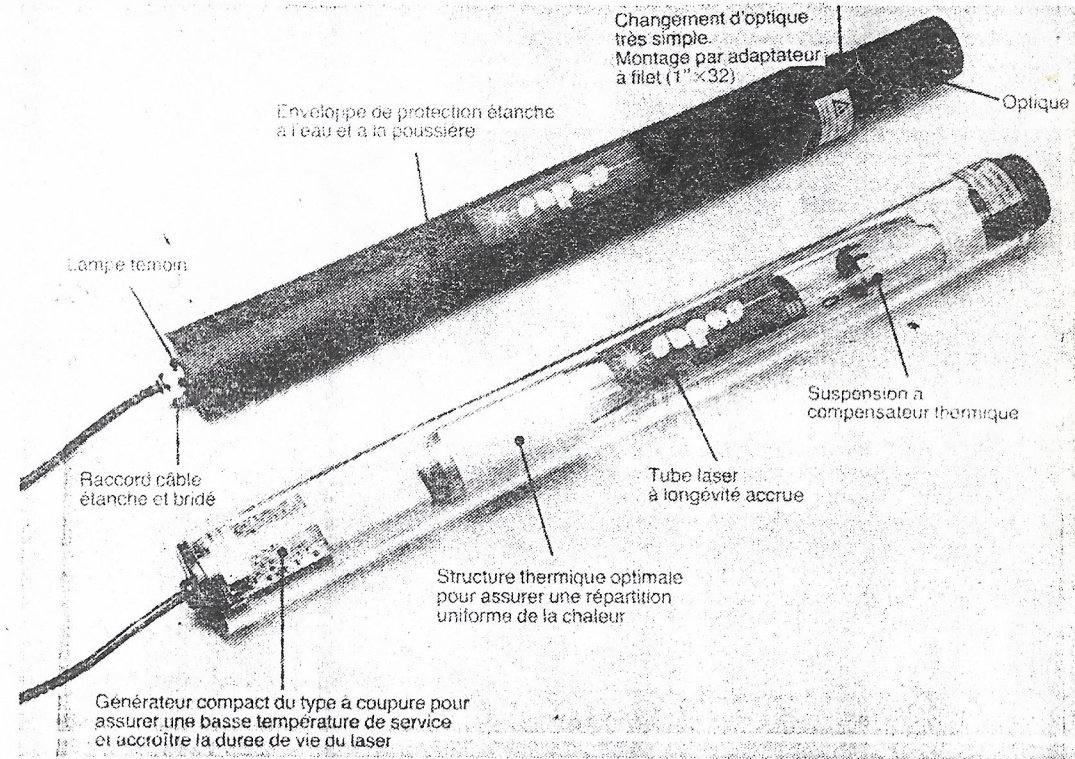 Changement d'optique
très simple.
Montage par adaptateur
à filet (1"×32)
Optique
Enveloppe de protection étanche
à l'eau et à la poussière
Lampe témoin
Raccord câble
étanche et bridé
Suspension à
compensateur thermique
Tube laser
à longévité accrue
Structure thermique optimale
pour assurer une répartition
uniforme de la chaleur
Générateur compact du type à coupure pour
assurer une basse température de service
et accroître la durée de vie du laser